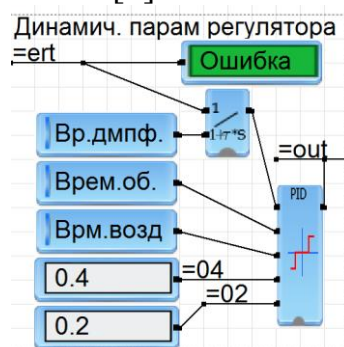 Динамич. парам регулятора
=ert
Ошибка
1
1+T*S
Вр.дмпф.
=out
Врем.об.
PID
Врм.возд
0.4
=04
=02
0.2